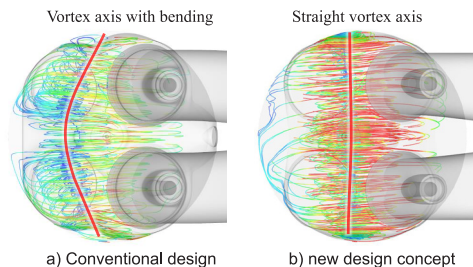 Vortex axis with bending
Straight vortex axis
a) Conventional design
b) new design concept